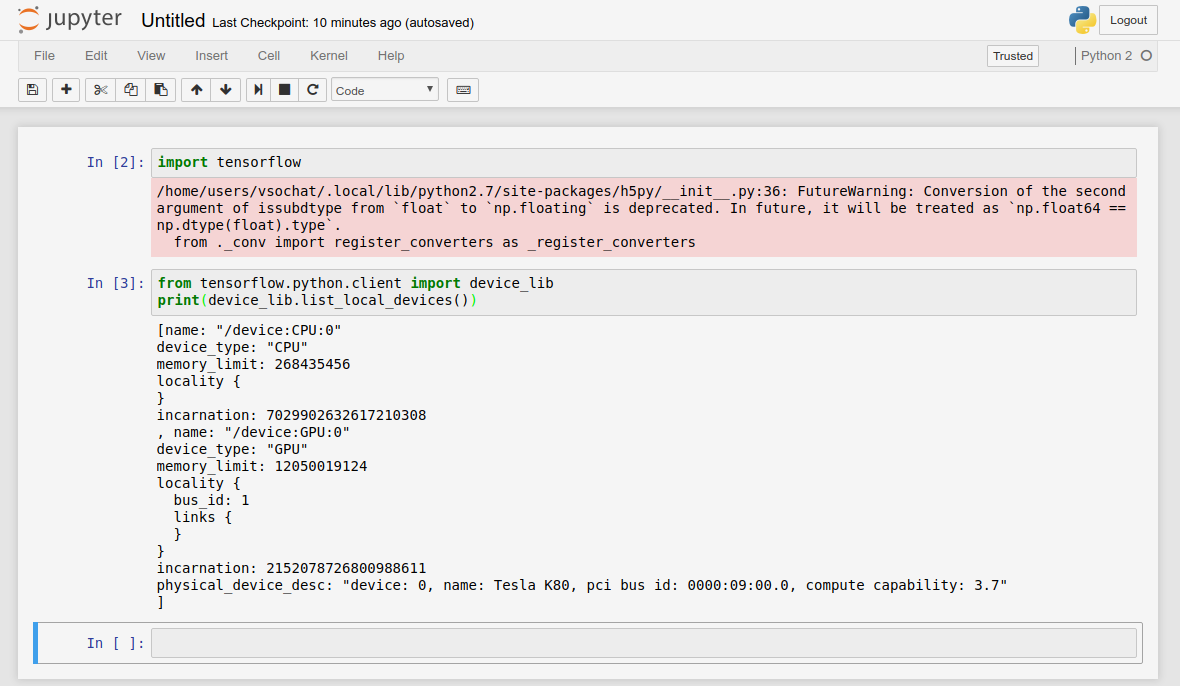 jupyter Untitled Last Checkpoint: 10 minutes ago (autosaved) Logout
File Edit View Insert Cell Kernel Help Trusted Python 2
Code
In [2]: import tensorflow
/home/users/vsochat/.local/lib/python2.7/site-packages/h5py/__init__.py:36: FutureWarning: Conversion of the second
argument of issubdtype from `float` to `np.floating` is deprecated. In future, it will be treated as `np.float64 ==
np.dtype(float).type`.
  from ._conv import register_converters as _register_converters
In [3]: from tensorflow.python.client import device_lib
print(device_lib.list_local_devices())
[name: "/device:CPU:0"
device_type: "CPU"
memory_limit: 268435456
locality {
}
incarnation: 7029902632617210308
, name: "/device:GPU:0"
device_type: "GPU"
memory_limit: 12050019124
locality {
  bus_id: 1
  links {
  }
}
incarnation: 2152078726800988611
physical_device_desc: "device: 0, name: Tesla K80, pci bus id: 0000:09:00.0, compute capability: 3.7"
]
In [ ]: